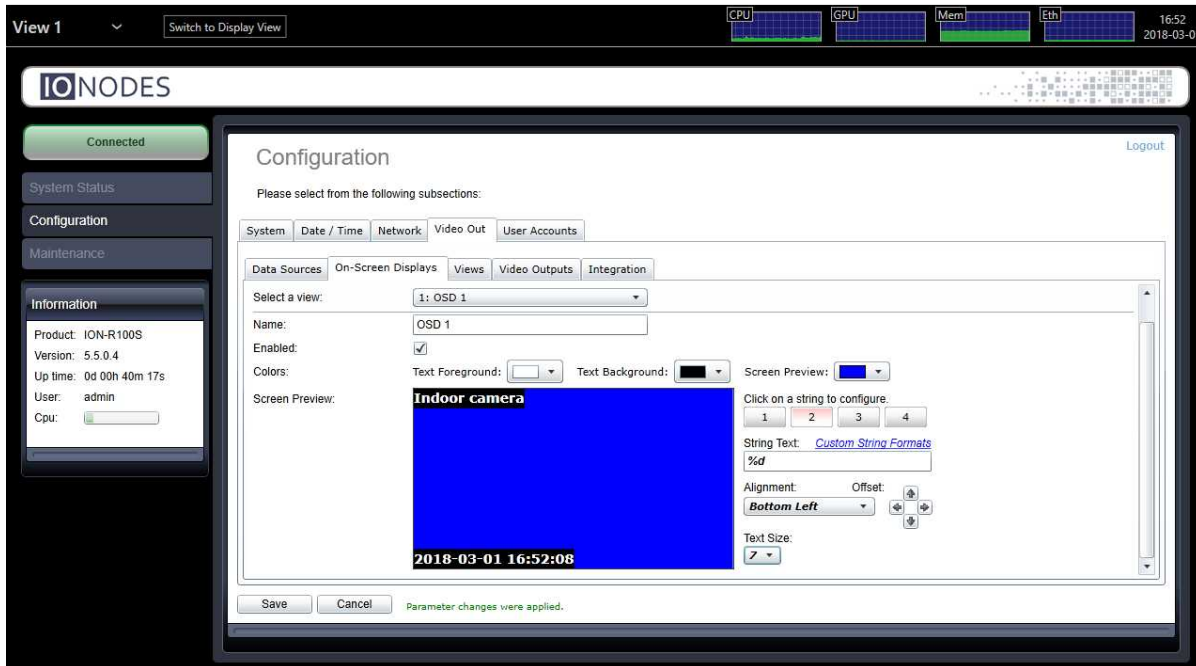 View 1 Switch to Display View CPU GPU Mem Eth 16:52
2018-03-0
IONODES
Connected
System Status
Configuration
Maintenance
Information
Product: ION-R100S
Version: 5.5.0.4
Up time: 0d 00h 40m 17s
User: admin
Cpu:
Logout
Configuration
Please select from the following subsections:
System Date / Time Network Video Out User Accounts
Data Sources On-Screen Displays Views Video Outputs Integration
Select a view: 1: OSD 1
Name: OSD 1
Enabled:
Colors: Text Foreground: Text Background: Screen Preview:
Screen Preview: Indoor camera
2018-03-01 16:52:08
Click on a string to configure.
1 2 3 4
String Text: Custom String Formats
%d
Alignment: Offset:
Bottom Left
Text Size:
7
Save Cancel Parameter changes were applied.